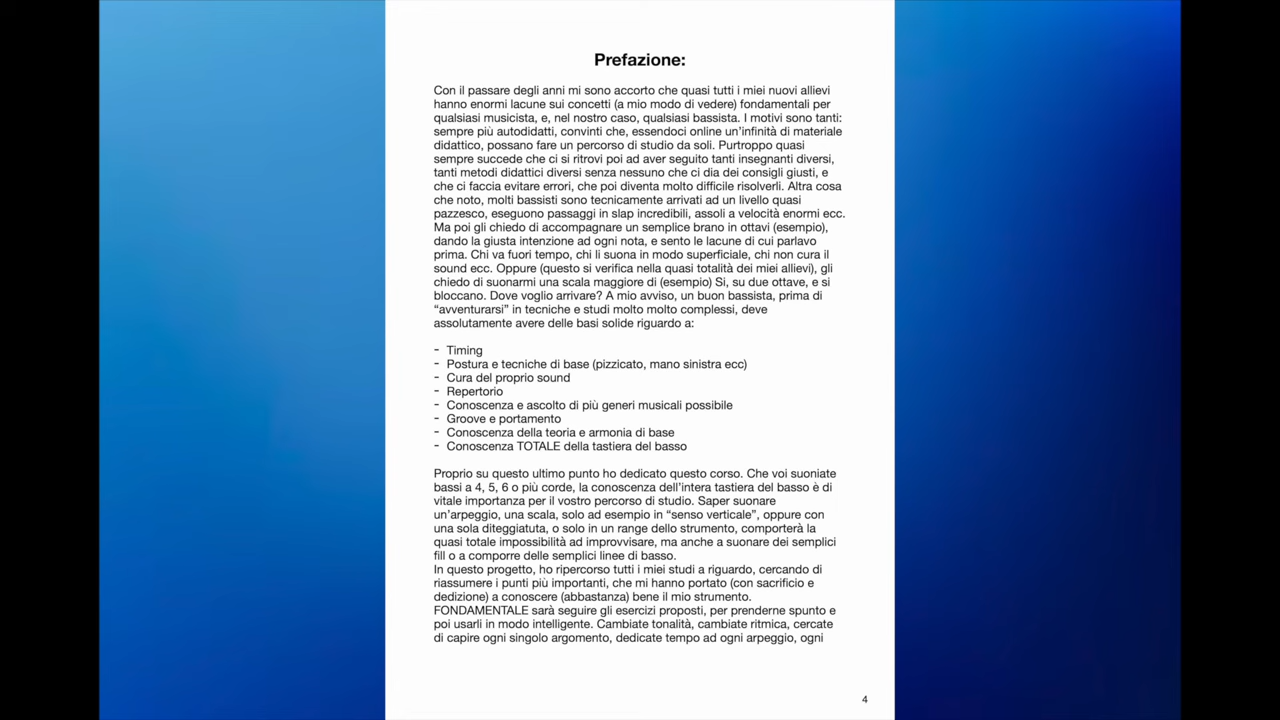 Prefazione:
Con il passare degli anni mi sono accorto che quasi tutti i miei nuovi allievi
hanno enormi lacune sui concetti (a mio modo di vedere) fondamentali per
qualsiasi musicista, e, nel nostro caso, qualsiasi bassista. I motivi sono tanti:
sempre più autodidatti, convinti che, essendoci online un’infinità di materiale
didattico, possano fare un percorso di studio da soli. Purtroppo quasi
sempre succede che ci si ritrovi poi ad aver seguito tanti insegnanti diversi,
tanti metodi didattici diversi senza nessuno che ci dia dei consigli giusti, e
che ci faccia evitare errori, che poi diventa molto difficile risolverli. Altra cosa
che noto, molti bassisti sono tecnicamente arrivati ad un livello quasi
pazzesco, eseguono passaggi in slap incredibili, assoli a velocità enormi ecc.
Ma poi gli chiedo di accompagnare un semplice brano in ottavi (esempio),
dando la giusta intenzione ad ogni nota, e sento le lacune di cui parlavo
prima. Chi va fuori tempo, chi li suona in modo superficiale, chi non cura il
sound ecc. Oppure (questo si verifica nella quasi totalità dei miei allievi), gli
chiedo di suonarmi una scala maggiore di (esempio) Si, su due ottave, e si
bloccano. Dove voglio arrivare? A mio avviso, un buon bassista, prima di
“avventurarsi” in tecniche e studi molto molto complessi, deve
assolutamente avere delle basi solide riguardo a:
- Timing
- Postura e tecniche di base (pizzicato, mano sinistra ecc)
- Cura del proprio sound
- Repertorio
- Conoscenza e ascolto di più generi musicali possibile
- Groove e portamento
- Conoscenza della teoria e armonia di base
- Conoscenza TOTALE della tastiera del basso
Proprio su questo ultimo punto ho dedicato questo corso. Che voi suoniate
bassi a 4, 5, 6 o più corde, la conoscenza dell’intera tastiera del basso è di
vitale importanza per il vostro percorso di studio. Saper suonare
un’arpeggio, una scala, solo ad esempio in “senso verticale”, oppure con
una sola diteggiatuta, o solo in un range dello strumento, comporterà la
quasi totale impossibilità ad improvvisare, ma anche a suonare dei semplici
fill o a comporre delle semplici linee di basso.
In questo progetto, ho ripercorso tutti i miei studi a riguardo, cercando di
riassumere i punti più importanti, che mi hanno portato (con sacrificio e
dedizione) a conoscere (abbastanza) bene il mio strumento.
FONDAMENTALE sarà seguire gli esercizi proposti, per prenderne spunto e
poi usarli in modo intelligente. Cambiate tonalità, cambiate ritmica, cercate
di capire ogni singolo argomento, dedicate tempo ad ogni arpeggio, ogni
4